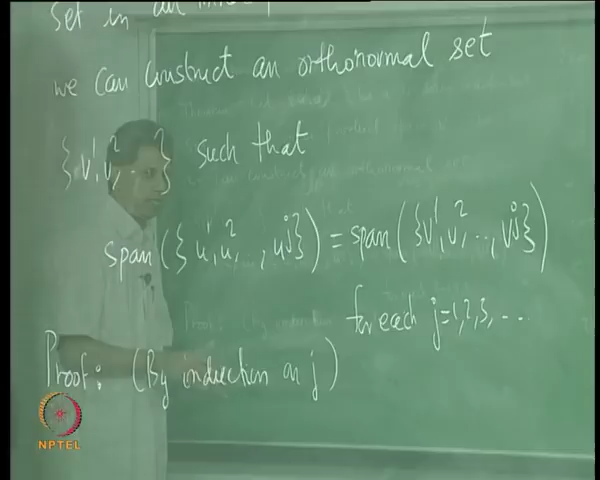 set in an inner
we can construct an orthonormal set
{v¹, v², . . } such that
span ({u¹, u², .. , uʲ}) = span ({v¹, v², .. , vʲ})
for each j=1,2,3, ...
Proof: (By induction on j)
NPTEL